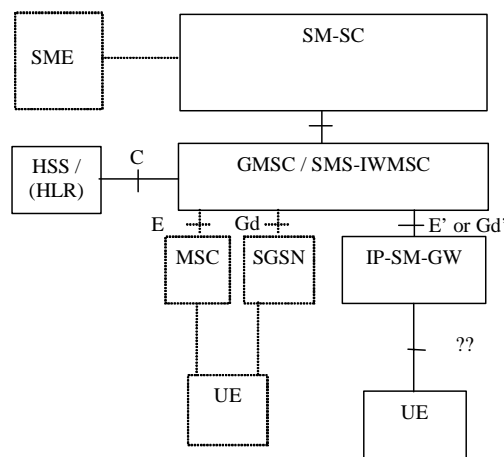 SM-SC
SME
GMSC / SMS-IWMSC
HSS /
(HLR)
C
E
Gd
E’ or Gd’
MSC
SGSN
IP-SM-GW
??
UE
UE